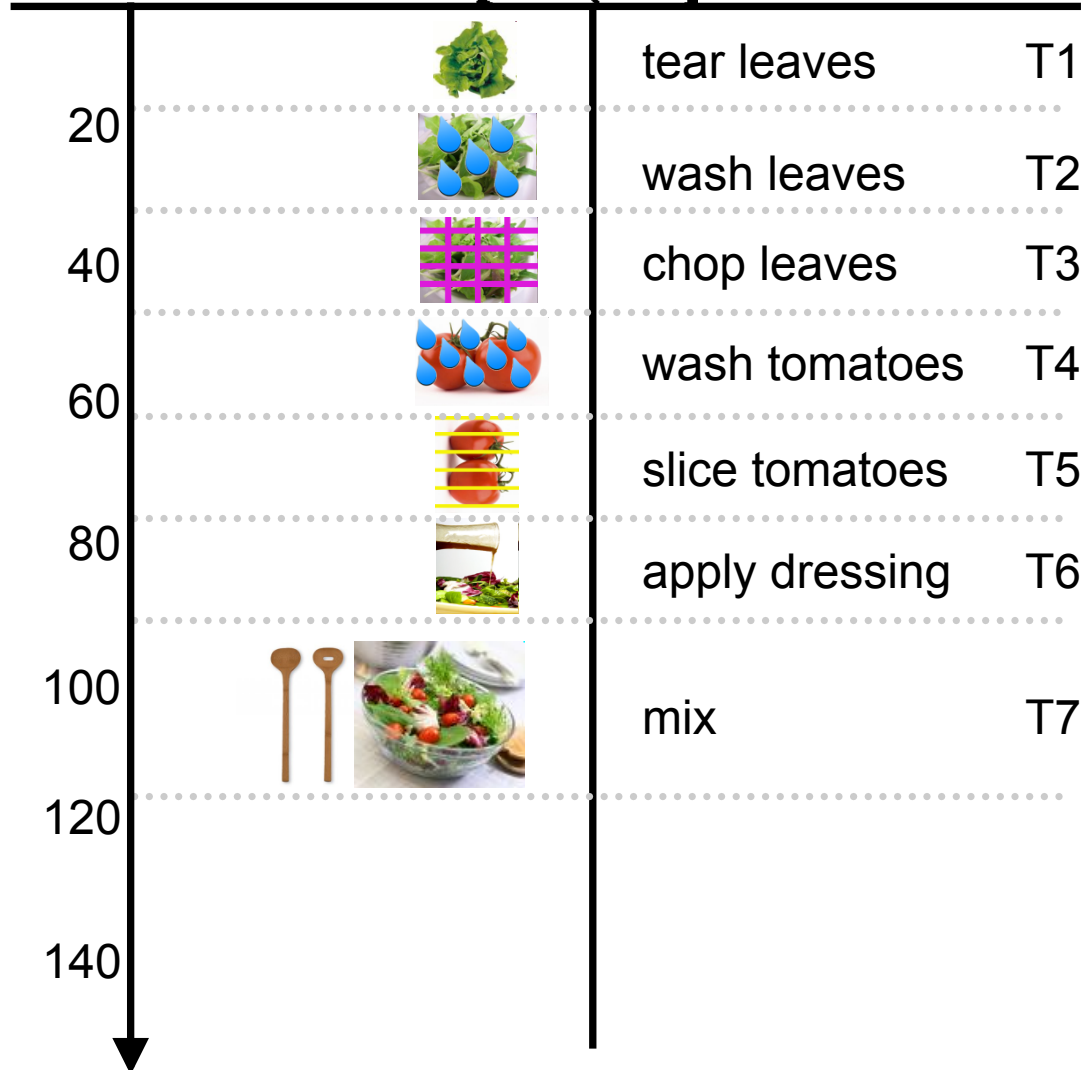 tear leaves T1
20
wash leaves T2
40 chop leaves T3
wash tomatoes T4
60
slice tomatoes T5
80
apply dressing T6
100
mix T7
120
140